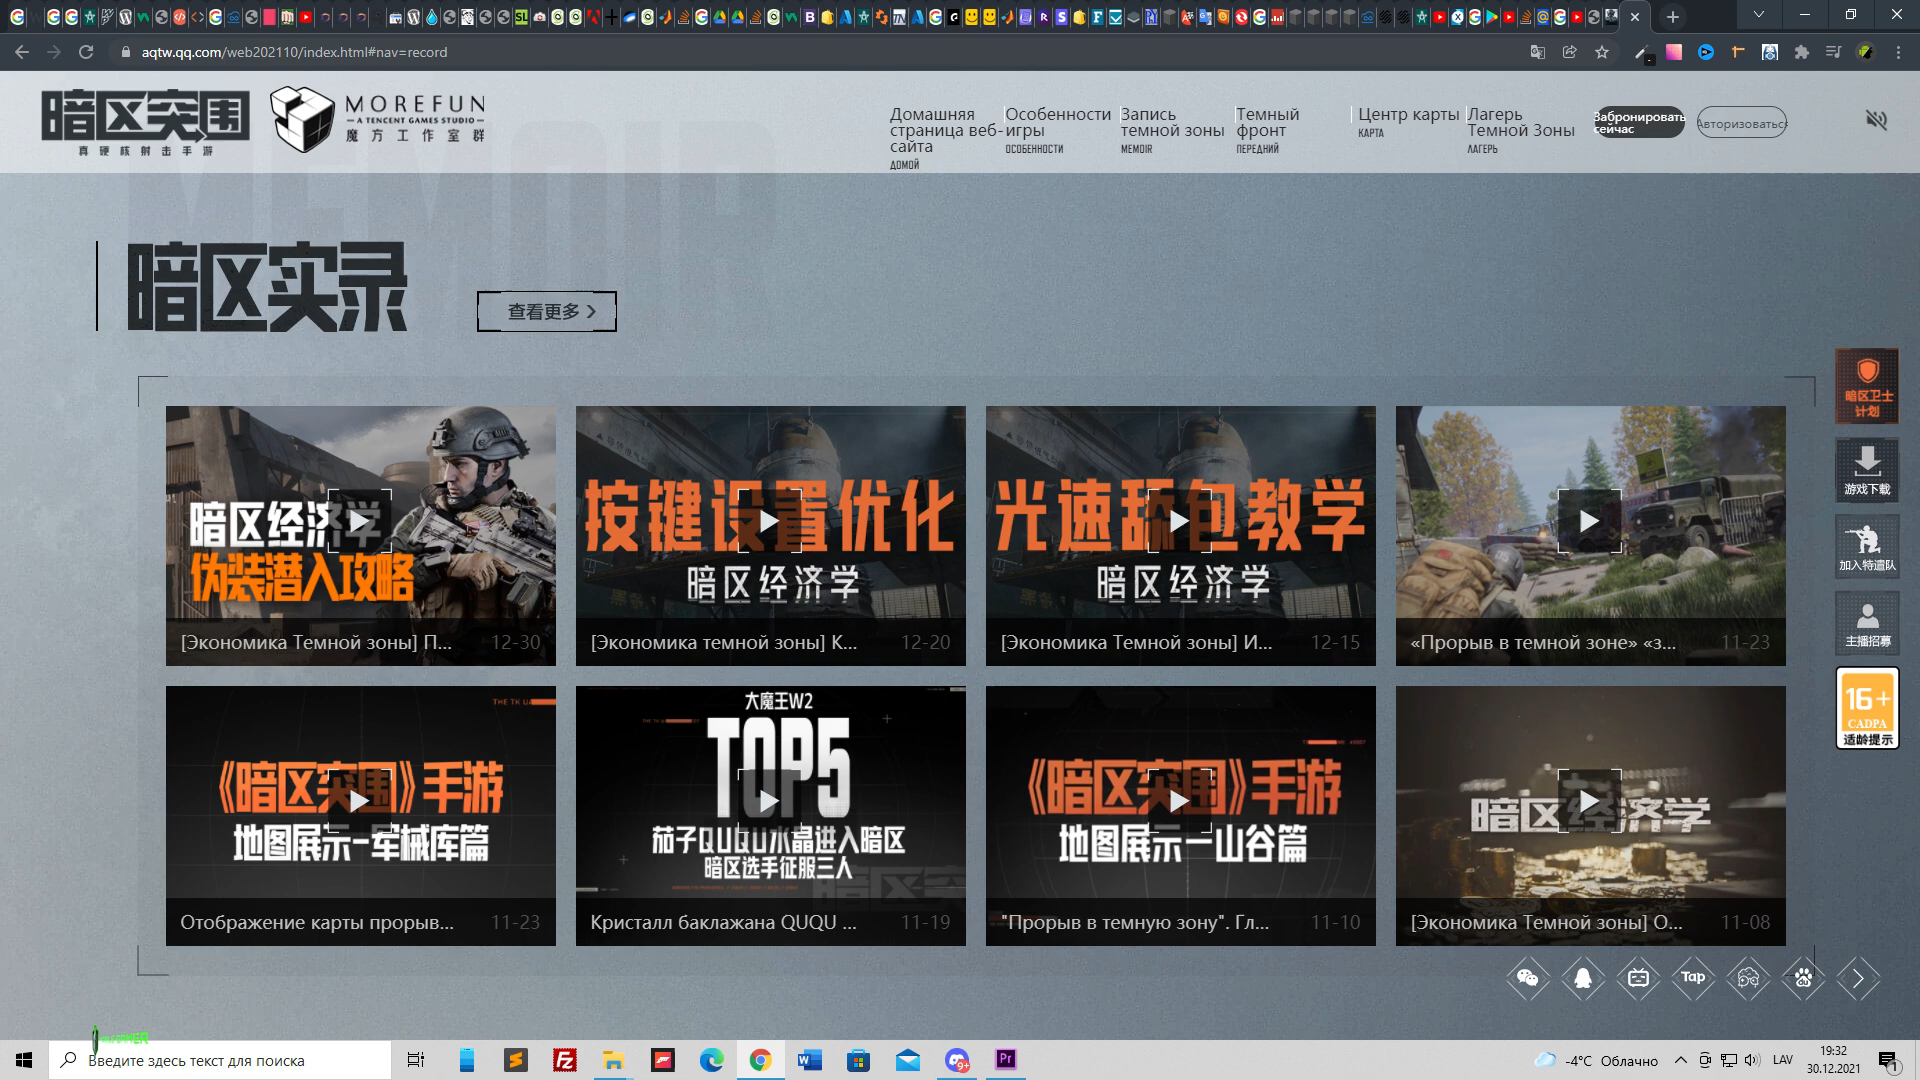 aqtw.qq.com/web202110/index.html#nav=record
暗区突围
真硬核射击手游
MOREFUN
A TENCENT GAMES STUDIO
魔方工作室群
Домашняя страница веб-сайта
ДОМОЙ
Особенности игры
ОСОБЕННОСТИ
Запись темной зоны
MEMOIR
Темный фронт
ПЕРЕДНИЙ
Центр карты
КАРТА
Лагерь Темной Зоны
ЛАГЕРЬ
Забронировать сейчас
Авторизоваться
MEMOIR
暗区实录
查看更多
暗区经济学
伪装潜入攻略
[Экономика Темной зоны] П...
12-30
按键设置优化
暗区经济学
[Экономика темной зоны] К...
12-20
光速舔包教学
暗区经济学
[Экономика Темной зоны] И...
12-15
«Прорыв в темной зоне» «з...
11-23
《暗区突围》手游
地图展示-军械库篇
Отображение карты прорыв...
11-23
大魔王W2
TOP5
茄子QUQU水晶进入暗区
暗区选手征服三人
Кристалл баклажана QUQU ...
11-19
《暗区突围》手游
地图展示一山谷篇
"Прорыв в темную зону". Гл...
11-10
暗区经济学
[Экономика Темной зоны] О...
11-08
暗区卫士
计划
游戏下载
加入特遣队
主播招募
16+
CADPA
适龄提示
Tap
Введите здесь текст для поиска
-4°C Облачно
LAV
19:32
30.12.2021